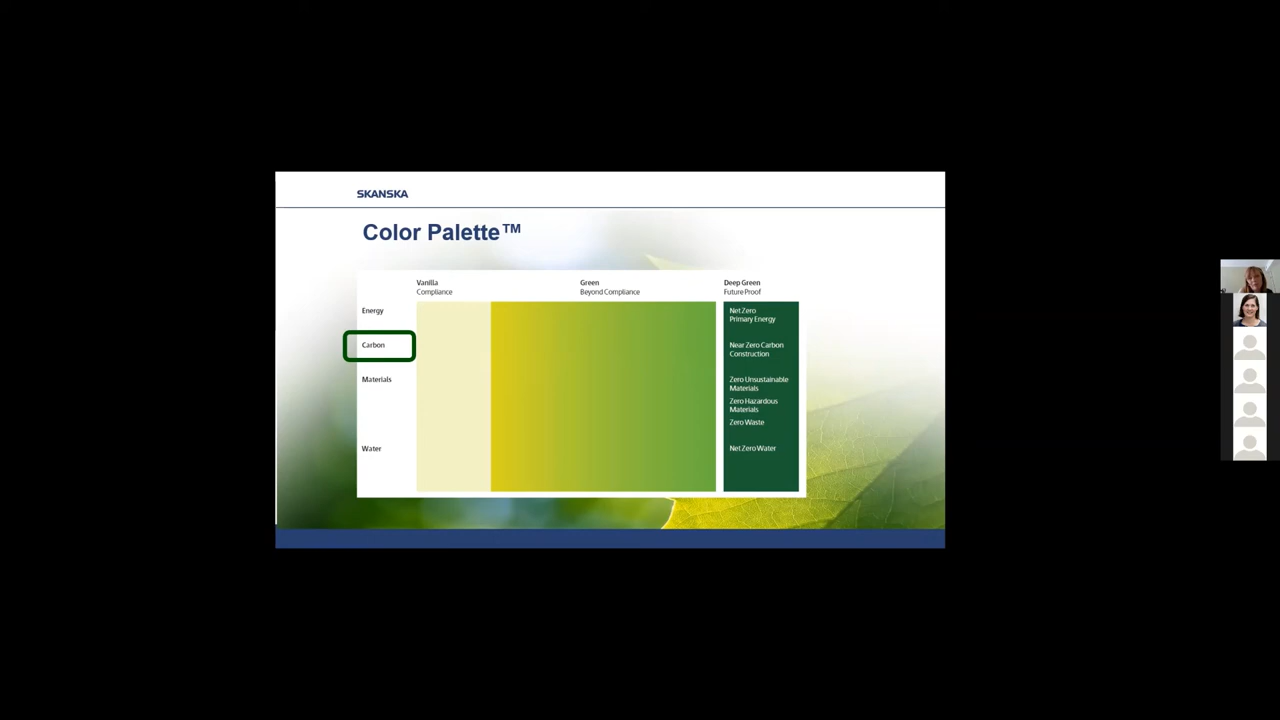 SKANSKA
Color Palette™
Vanilla
Compliance
Green
Beyond Compliance
Deep Green
Future Proof
Energy
Net Zero
Primary Energy
Carbon
Near Zero Carbon
Construction
Materials
Zero Unsustainable
Materials
Zero Hazardous
Materials
Zero Waste
Water
Net Zero Water